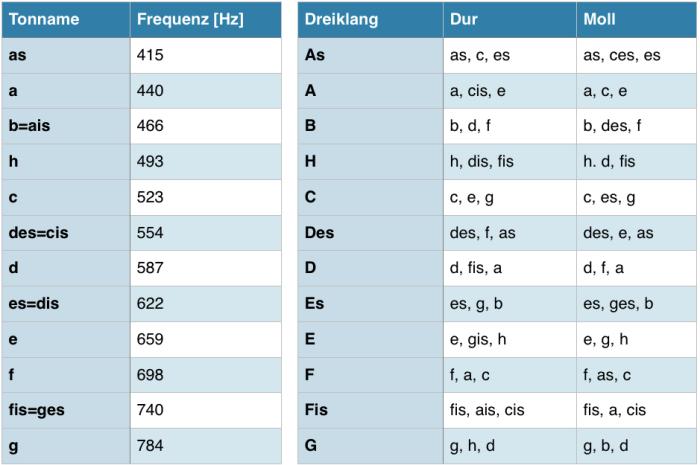 Tonname Frequenz [Hz]
as 415
a 440
b=ais 466
h 493
c 523
des=cis 554
d 587
es=dis 622
e 659
f 698
fis=ges 740
g 784
Dreiklang Dur Moll
As as, c, es as, ces, es
A a, cis, e a, c, e
B b, d, f b, des, f
H h, dis, fis h. d, fis
C c, e, g c, es, g
Des des, f, as des, e, as
D d, fis, a d, f, a
Es es, g, b es, ges, b
E e, gis, h e, g, h
F f, a, c f, as, c
Fis fis, ais, cis fis, a, cis
G g, h, d g, b, d